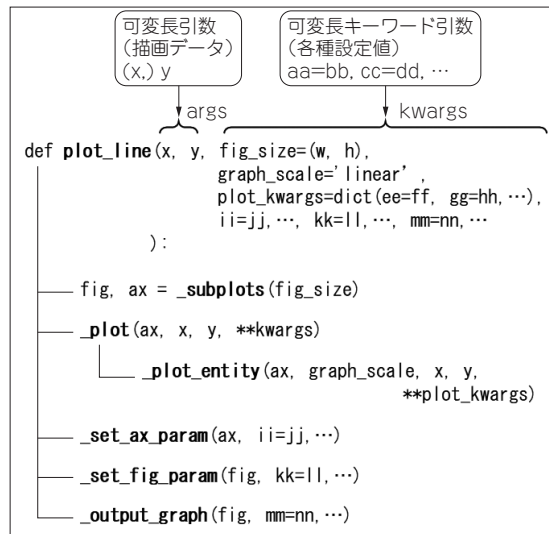 可変長引数
(描画データ)
(x,) y
可変長キーワード引数
(各種設定値)
aa=bb, cc=dd, …
args
kwargs
def plot_line(x, y, fig_size=(w, h),
graph_scale='linear',
plot_kwargs=dict(ee=ff, gg=hh,…),
ii=jj,…, kk=ll,…, mm=nn,…
):
fig, ax = _subplots(fig_size)
_plot(ax, x, y, **kwargs)
_plot_entity(ax, graph_scale, x, y,
**plot_kwargs)
_set_ax_param(ax, ii=jj,…)
_set_fig_param(fig, kk=ll,…)
_output_graph(fig, mm=nn,…)